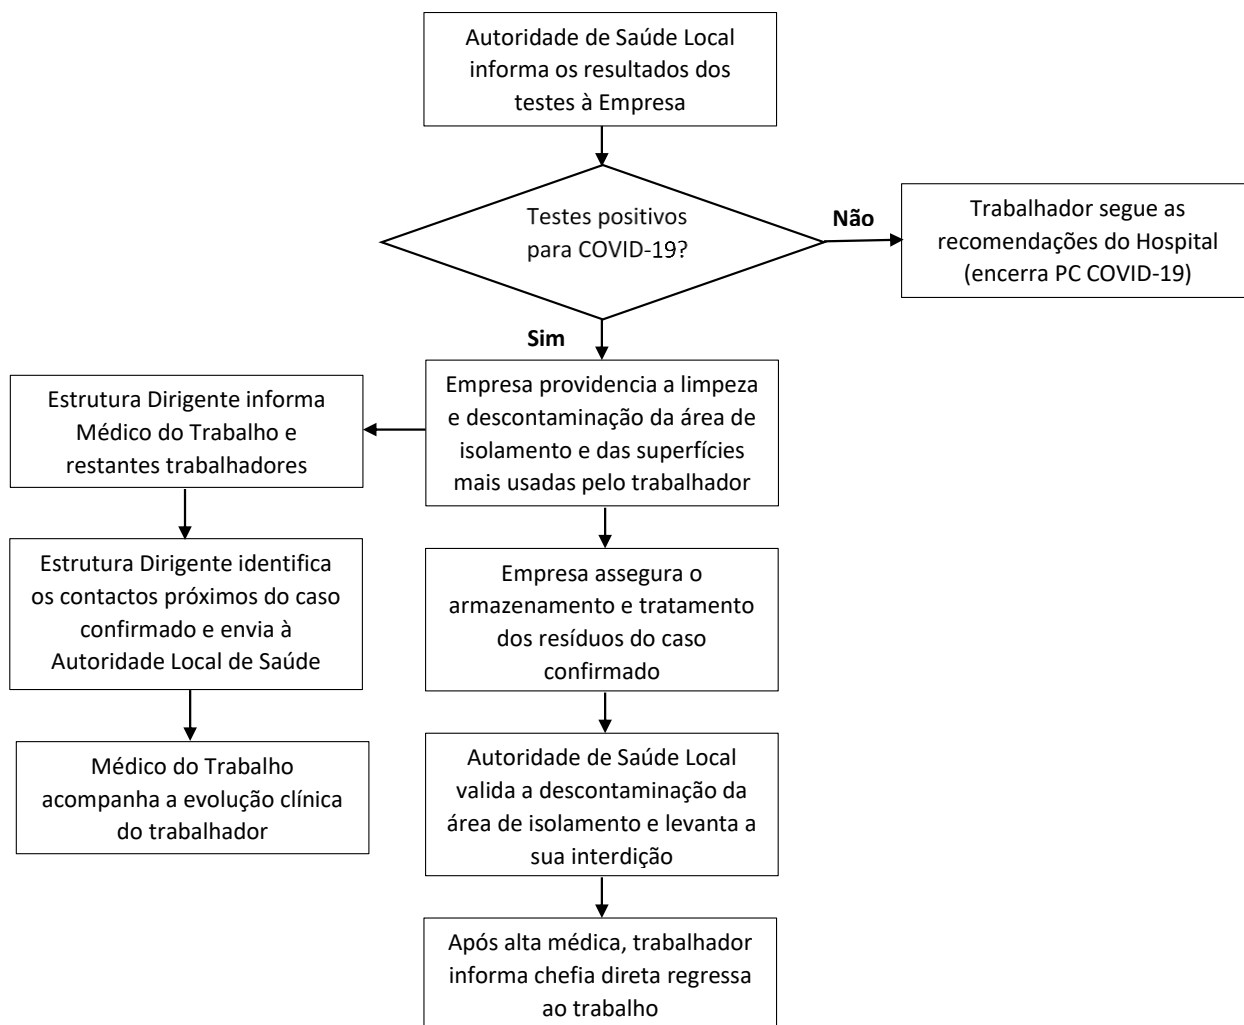 Autoridade de Saúde Local
informa os resultados dos
testes à Empresa
Testes positivos
para COVID-19?
Não
Trabalhador segue as
recomendações do Hospital
(encerra PC COVID-19)
Sim
Empresa providencia a limpeza
e descontaminação da área de
isolamento e das superfícies
mais usadas pelo trabalhador
Estrutura Dirigente informa
Médico do Trabalho e
restantes trabalhadores
Estrutura Dirigente identifica
os contactos próximos do caso
confirmado e envia à
Autoridade Local de Saúde
Médico do Trabalho
acompanha a evolução clínica
do trabalhador
Empresa assegura o
armazenamento e tratamento
dos resíduos do caso
confirmado
Autoridade de Saúde Local
valida a descontaminação da
área de isolamento e levanta a
sua interdição
Após alta médica, trabalhador
informa chefia direta regressa
ao trabalho